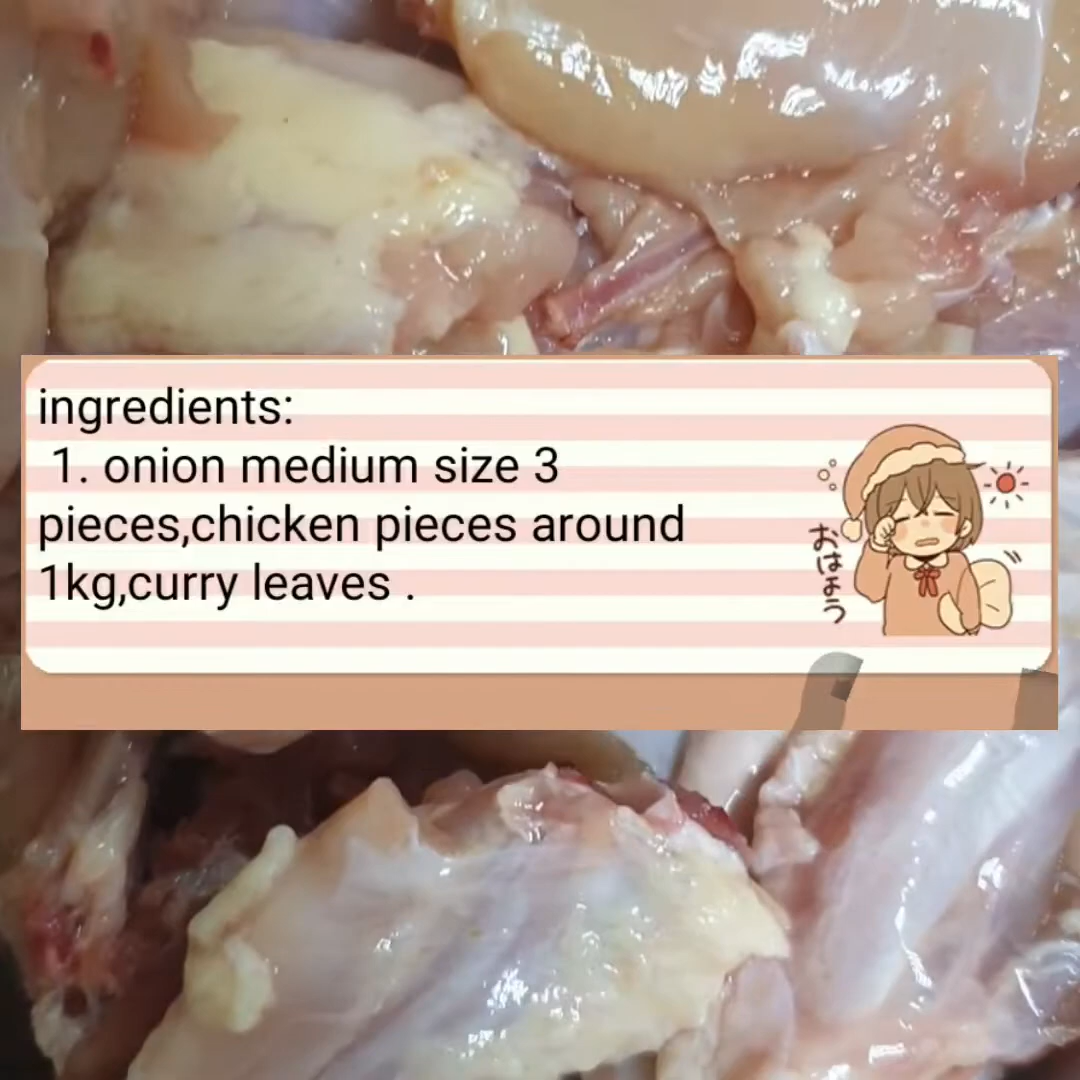 ingredients:
1. onion medium size 3
pieces,chicken pieces around
1kg,curry leaves .
おはよう